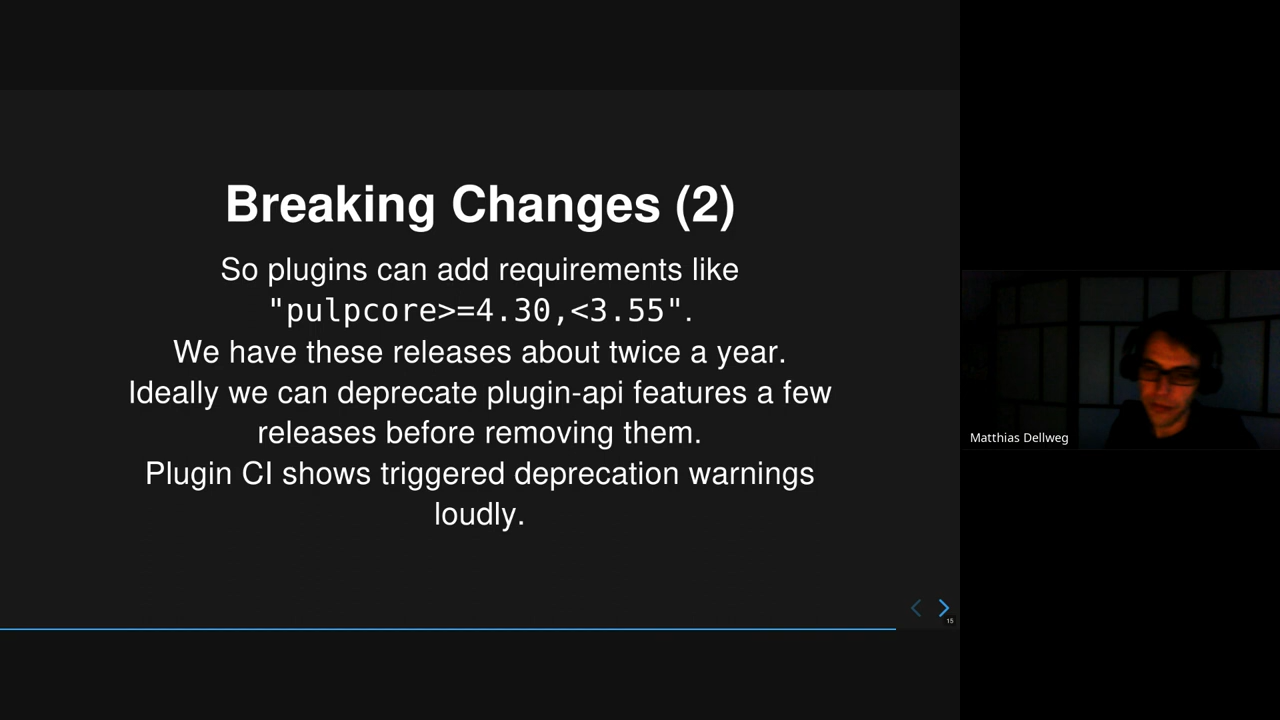 Breaking Changes (2)
So plugins can add requirements like
"pulpcore>=4.30,<3.55".
We have these releases about twice a year.
Ideally we can deprecate plugin-api features a few
releases before removing them.
Plugin CI shows triggered deprecation warnings
loudly.
15
Matthias Dellweg